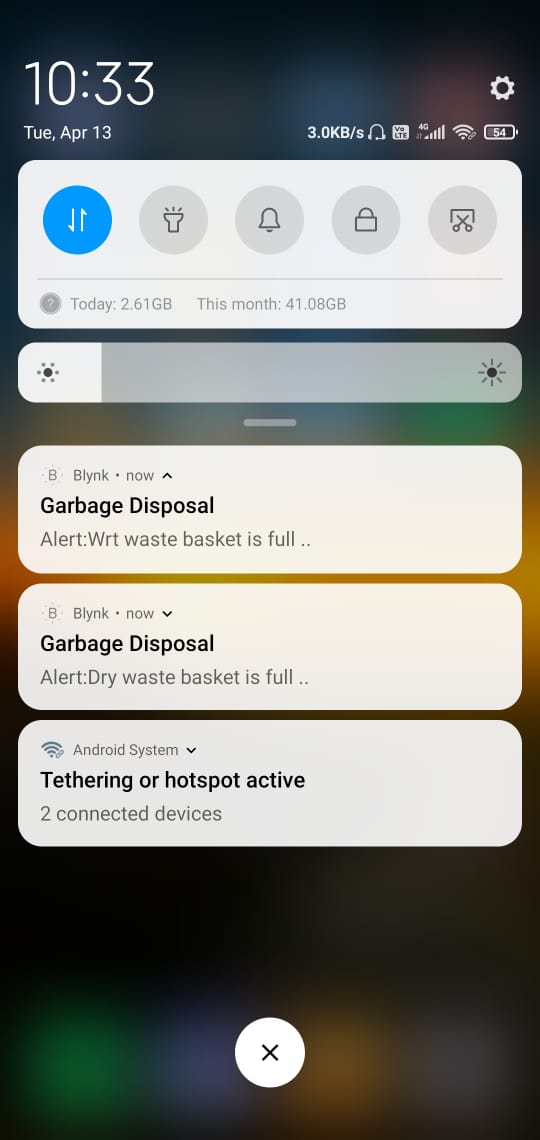 10:33
Tue, Apr 13
3.0KB/s
Vo
LTE
4G
54
Today: 2.61GB This month: 41.08GB
B Blynk • now
Garbage Disposal
Alert:Wrt waste basket is full ..
B Blynk • now
Garbage Disposal
Alert:Dry waste basket is full ..
Android System
Tethering or hotspot active
2 connected devices